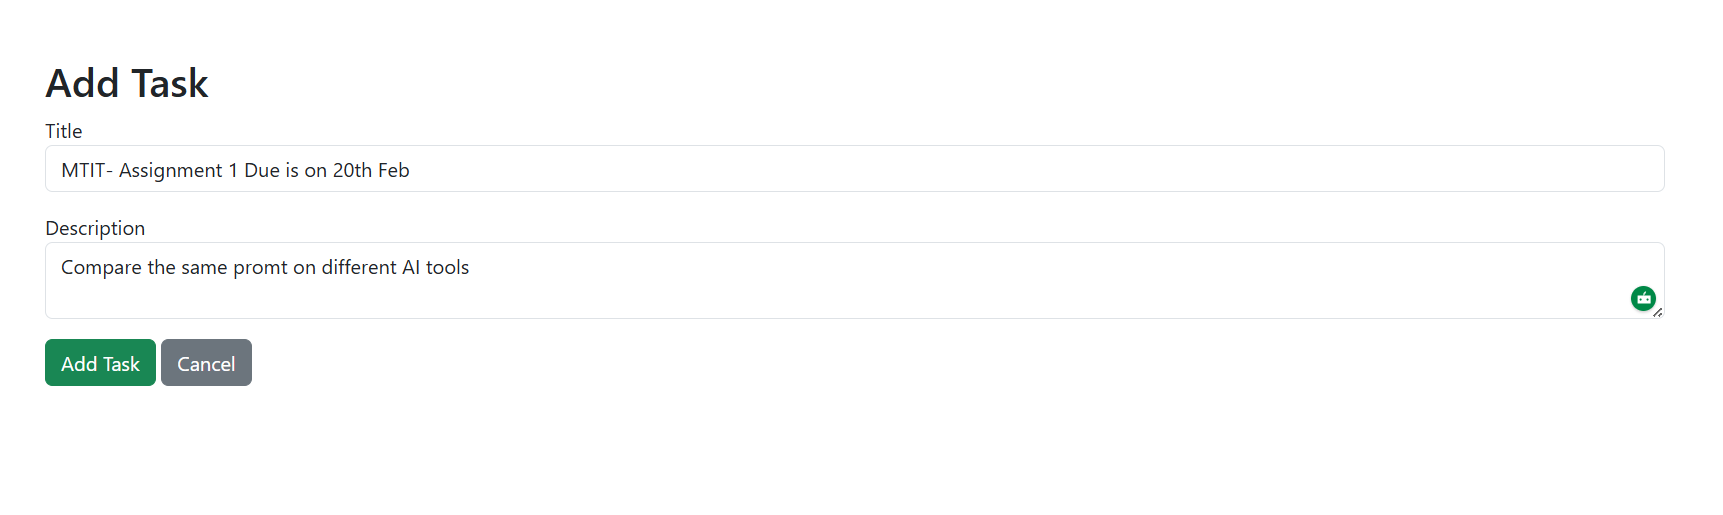 Add Task
Title
MTIT- Assignment 1 Due is on 20th Feb
Description
Compare the same promt on different AI tools
Add Task Cancel